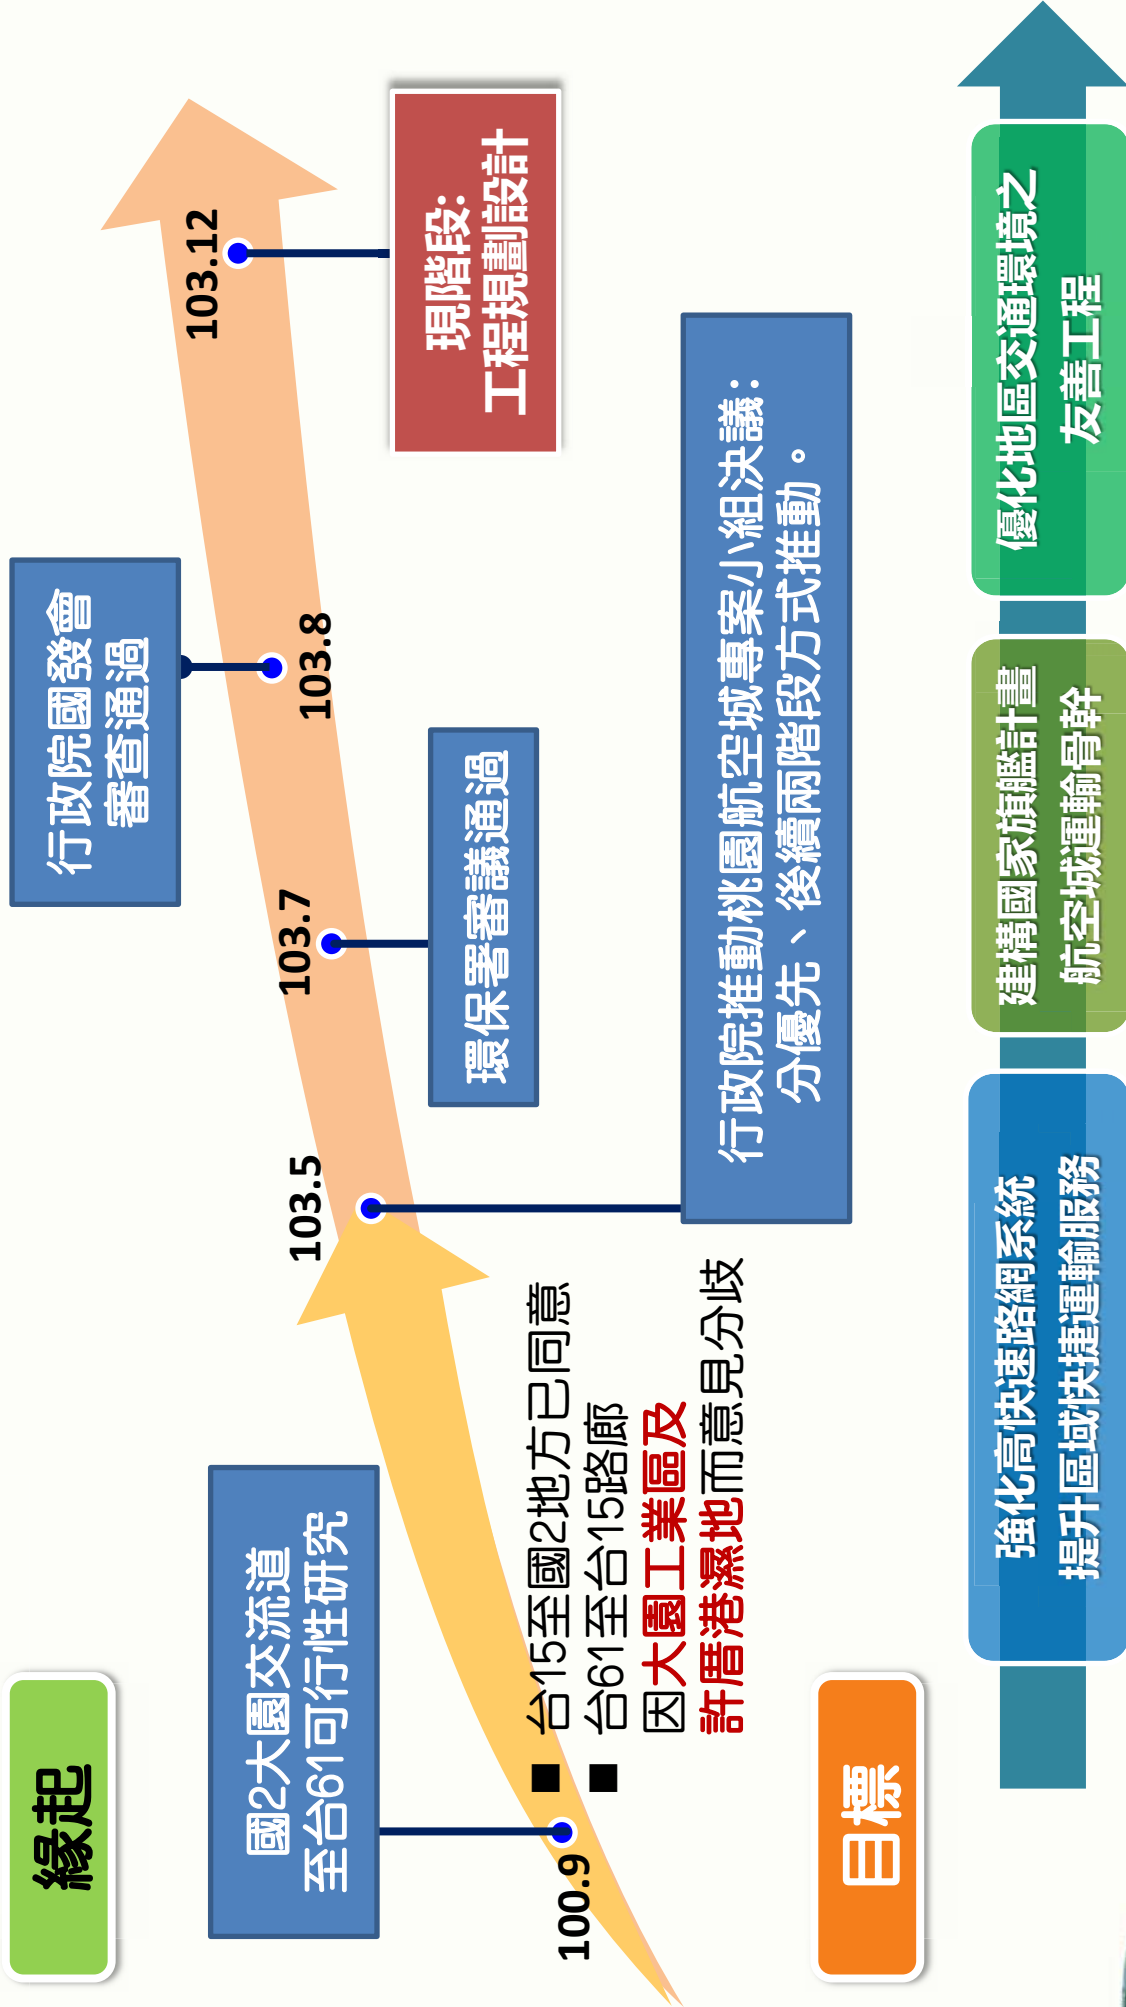 緣起
國2大園交流道
至台61可行性研究
100.9
■ 台15至國2地方已同意
■ 台61至台15路廊
因大園工業區及
許厝港濕地而意見分歧
103.5
行政院推動桃園航空城專案小組決議:
分優先、後續兩階段方式推動。
103.7
環保署審議通過
行政院國發會
審查通過
103.8
103.12
現階段:
工程規劃設計
目標
強化高快速路網系統
提升區域快捷運輸服務
建構國家旗艦計畫
航空城運輸骨幹
優化地區交通環境之
友善工程